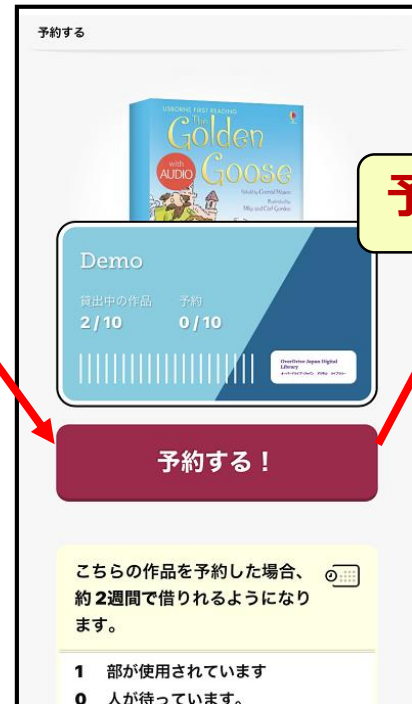 予約する
USBORNE FIRST READING
The
Golden
Goose
with
AUDIO
予
Demo
貸出中の作品 予約
2/10 0/10
OverDrive Japan Digital
Library
予約する！
こちらの作品を予約した場合、
約2週間で借りれるようになり
ます。
1 部が使用されています
0 人が待っています。